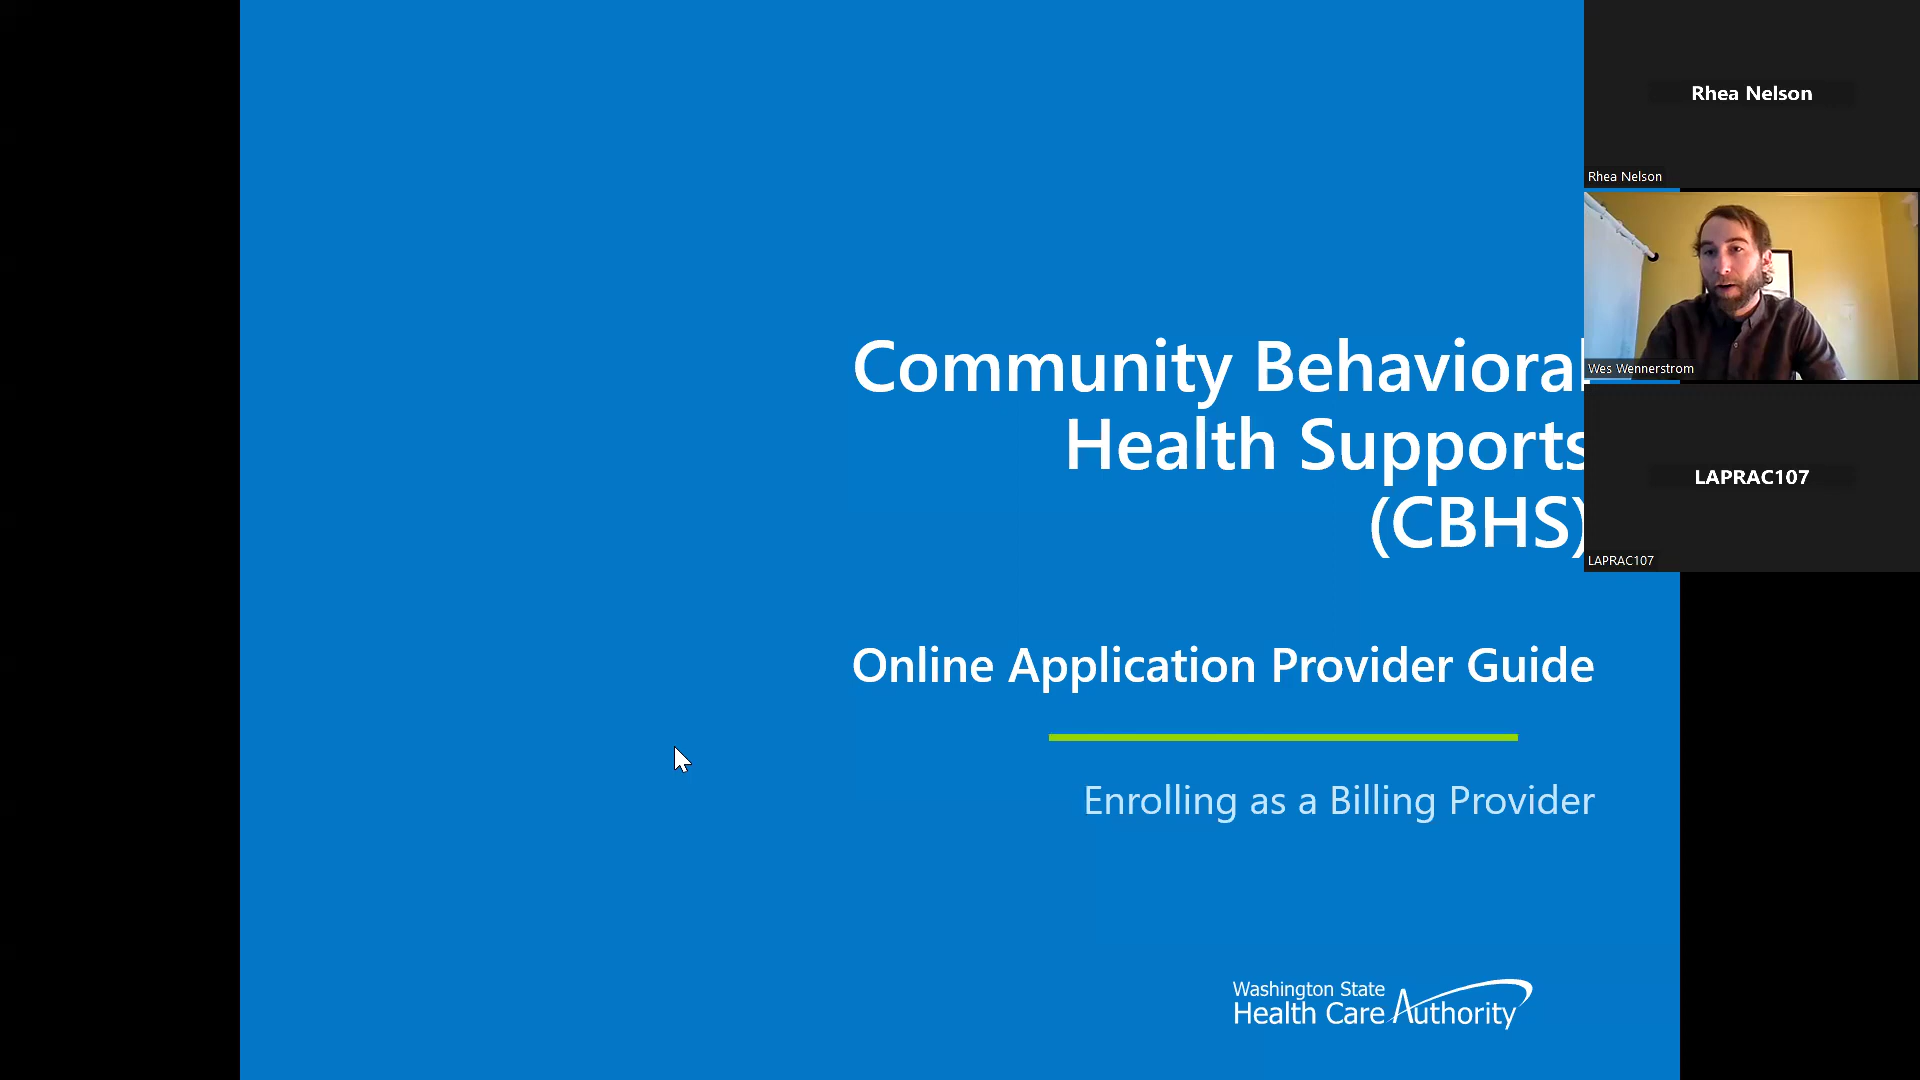 Community Behavioral
Health Supports
(CBHS)
Online Application Provider Guide
Enrolling as a Billing Provider
Washington State
Health Care Authority
Rhea Nelson
Rhea Nelson
Wes Wennerstrom
LAPRAC107
LAPRAC107